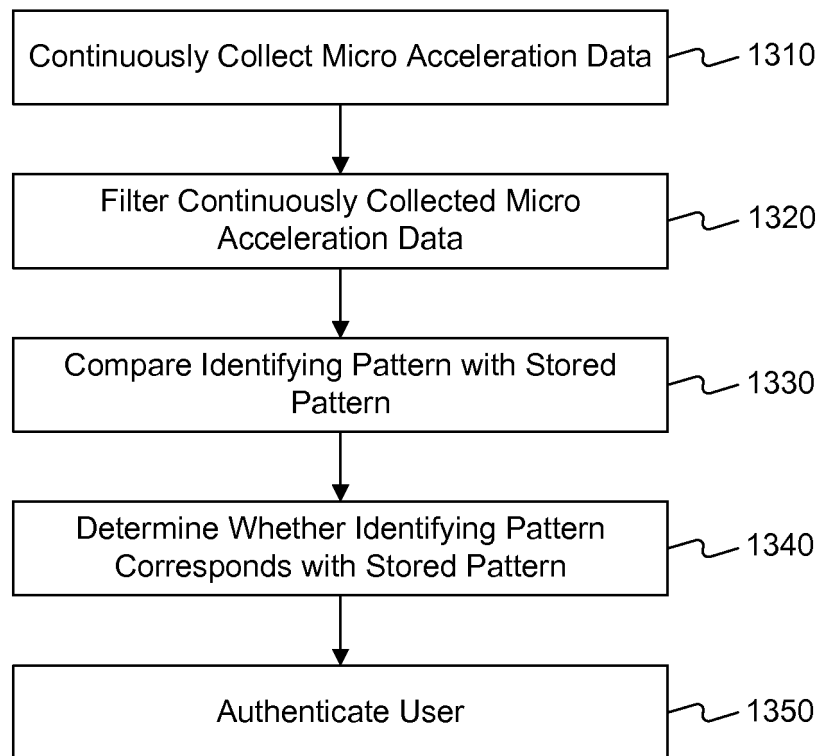 Continuously Collect Micro Acceleration Data
1310
Filter Continuously Collected Micro
Acceleration Data
1320
Compare Identifying Pattern with Stored
Pattern
1330
Determine Whether Identifying Pattern
Corresponds with Stored Pattern
1340
Authenticate User
1350